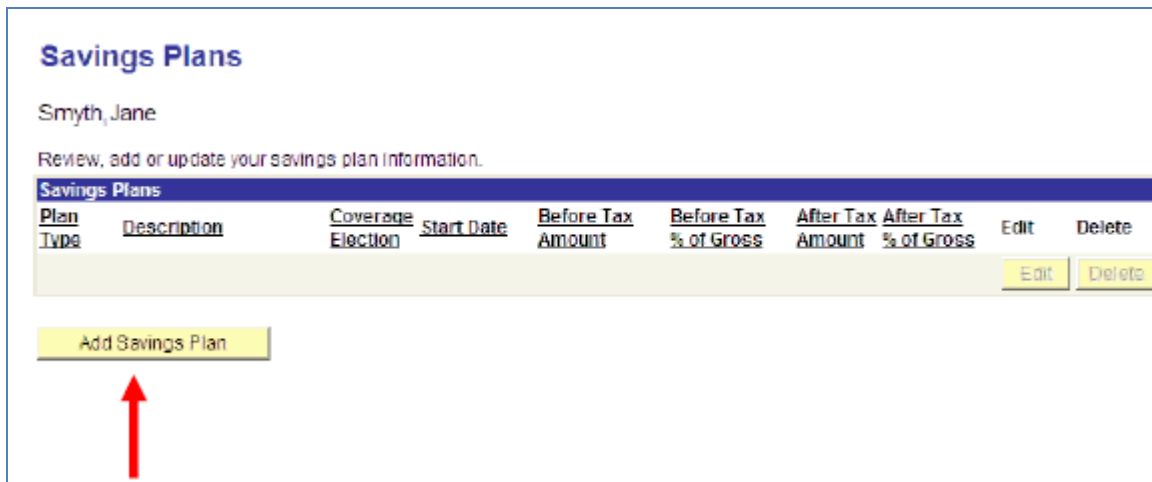 Savings Plans
Smyth, Jane
Review, add or update your savings plan information.
Savings Plans
Plan Type Description Coverage Election Start Date Before Tax Amount Before Tax % of Gross After Tax Amount After Tax % of Gross Edit Delete
Edit Delete
Add Savings Plan